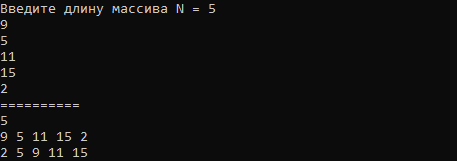 Введите длину массива N = 5
9
5
11
15
2
==========
5
9 5 11 15 2
2 5 9 11 15